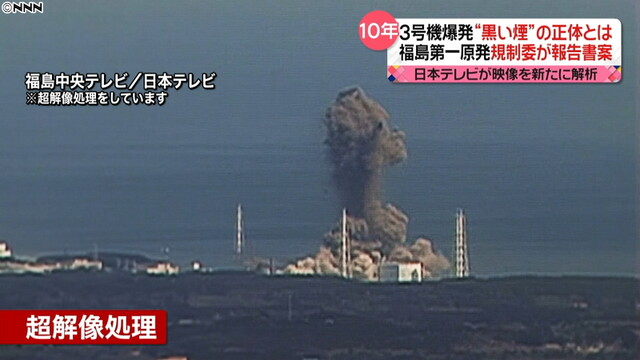 NNN
10年
3号機爆発“黒い煙”の正体とは
福島第一原発規制委が報告書案
日本テレビが映像を新たに解析
福島中央テレビ/日本テレビ
※超解像処理をしています
超解像処理